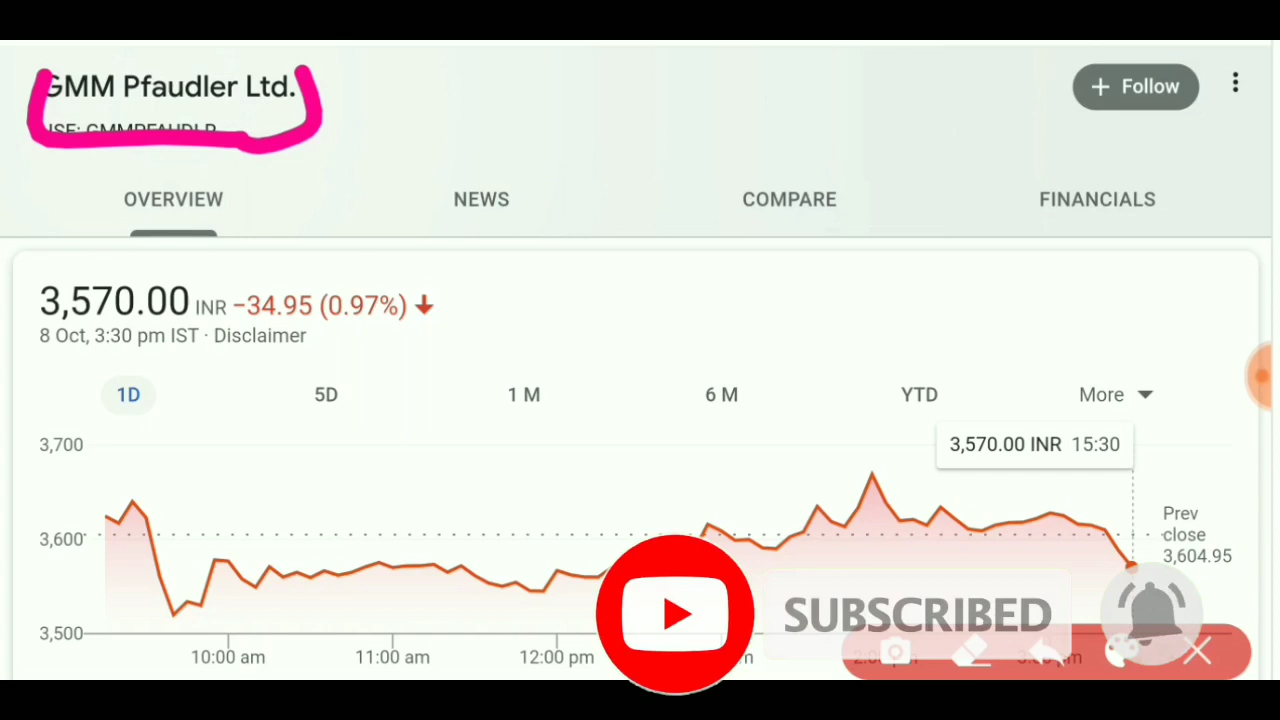 GMM Pfaudler Ltd.
Follow
OVERVIEW NEWS COMPARE FINANCIALS
3,570.00 INR −34.95 (0.97%)
8 Oct, 3:30 pm IST · Disclaimer
1D 5D 1 M 6 M YTD More
3,700
3,570.00 INR 15:30
3,600
Prev
close
3,604.95
SUBSCRIBED
3,500
10:00 am 11:00 am 12:00 pm